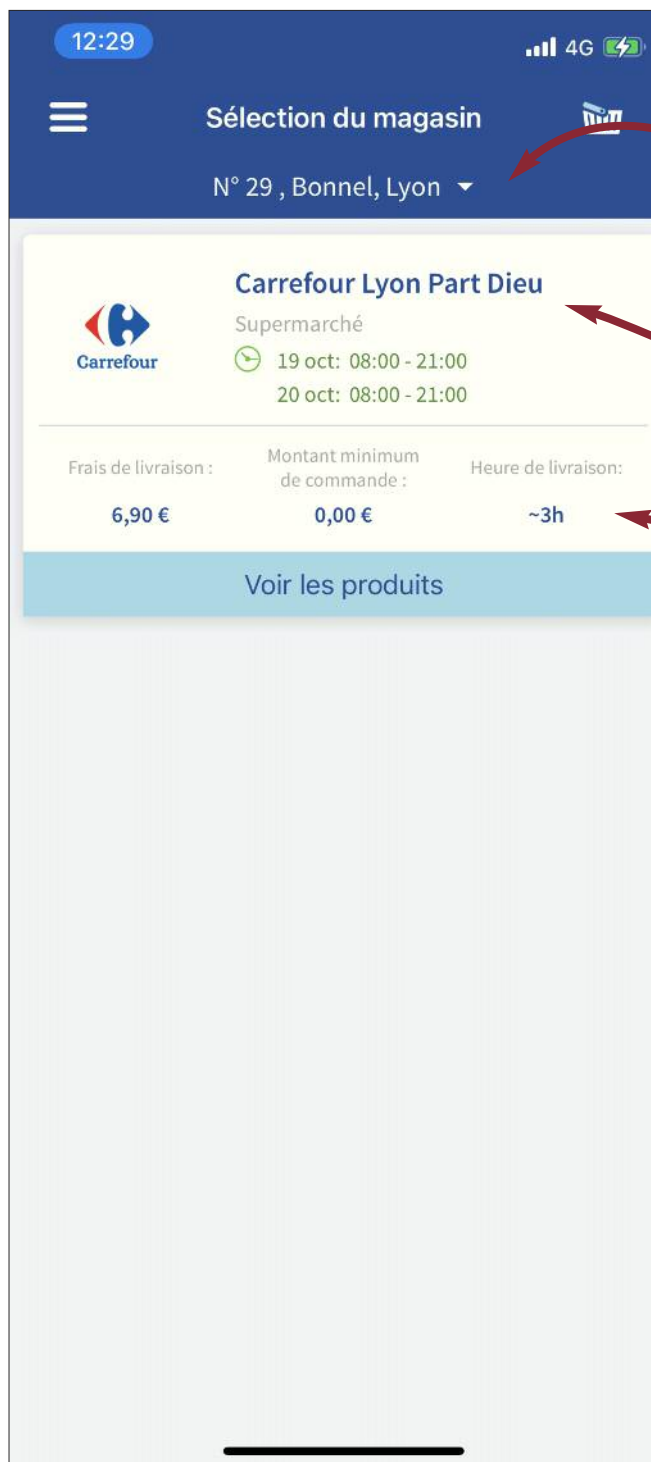 12:29
4G
Sélection du magasin
N° 29 , Bonnel, Lyon
Carrefour Lyon Part Dieu
Supermarché
Carrefour
19 oct: 08:00 - 21:00
20 oct: 08:00 - 21:00
Frais de livraison :
Montant minimum
de commande :
Heure de livraison:
6,90 €
0,00 €
~3h
Voir les produits